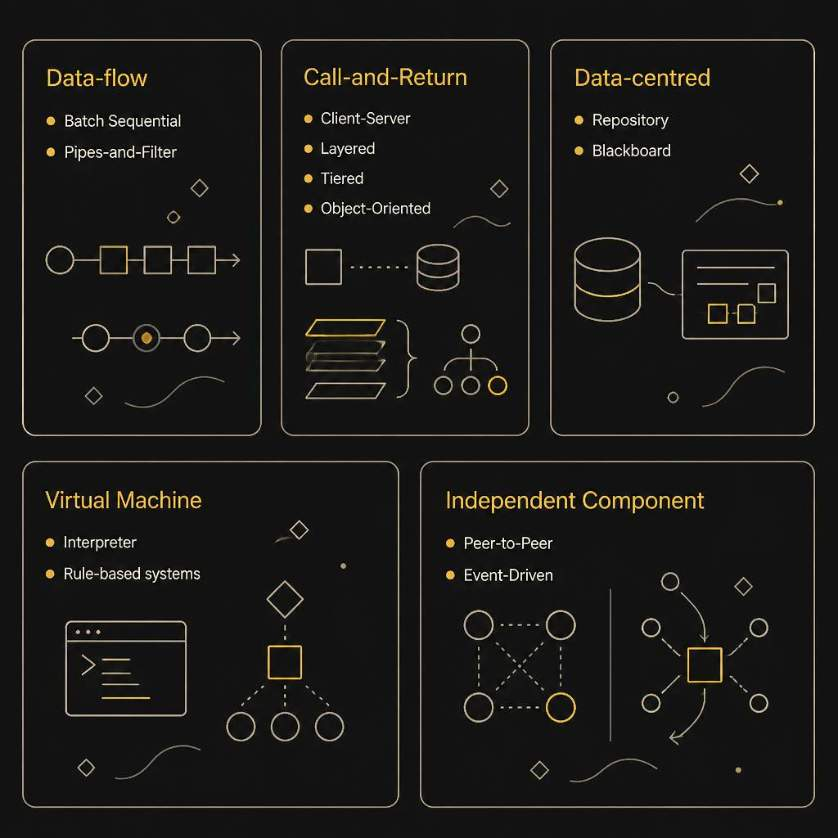 Data-flow
Batch Sequential
Pipes-and-Filter
Call-and-Return
Client-Server
Layered
Tiered
Object-Oriented
Data-centred
Repository
Blackboard
Virtual Machine
Interpreter
Rule-based systems
Independent Component
Peer-to-Peer
Event-Driven